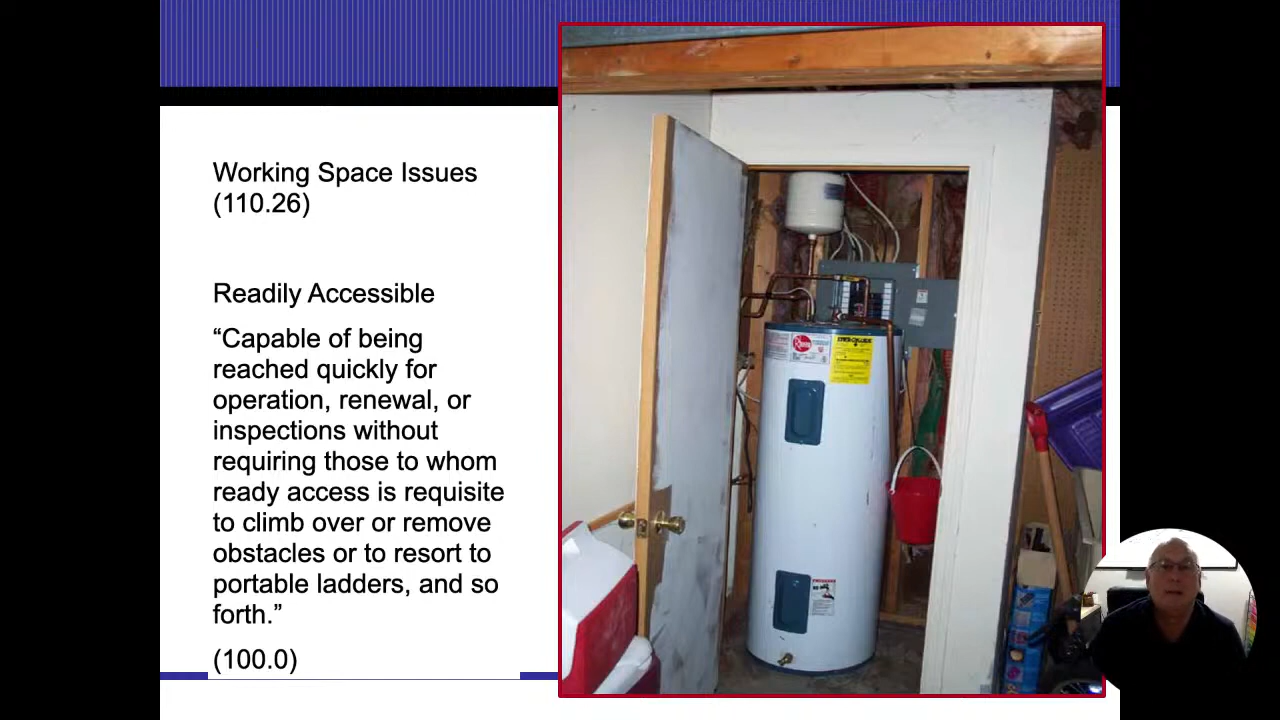 Working Space Issues
(110.26)
Readily Accessible
“Capable of being
reached quickly for
operation, renewal, or
inspections without
requiring those to whom
ready access is requisite
to climb over or remove
obstacles or to resort to
portable ladders, and so
forth.”
(100.0)